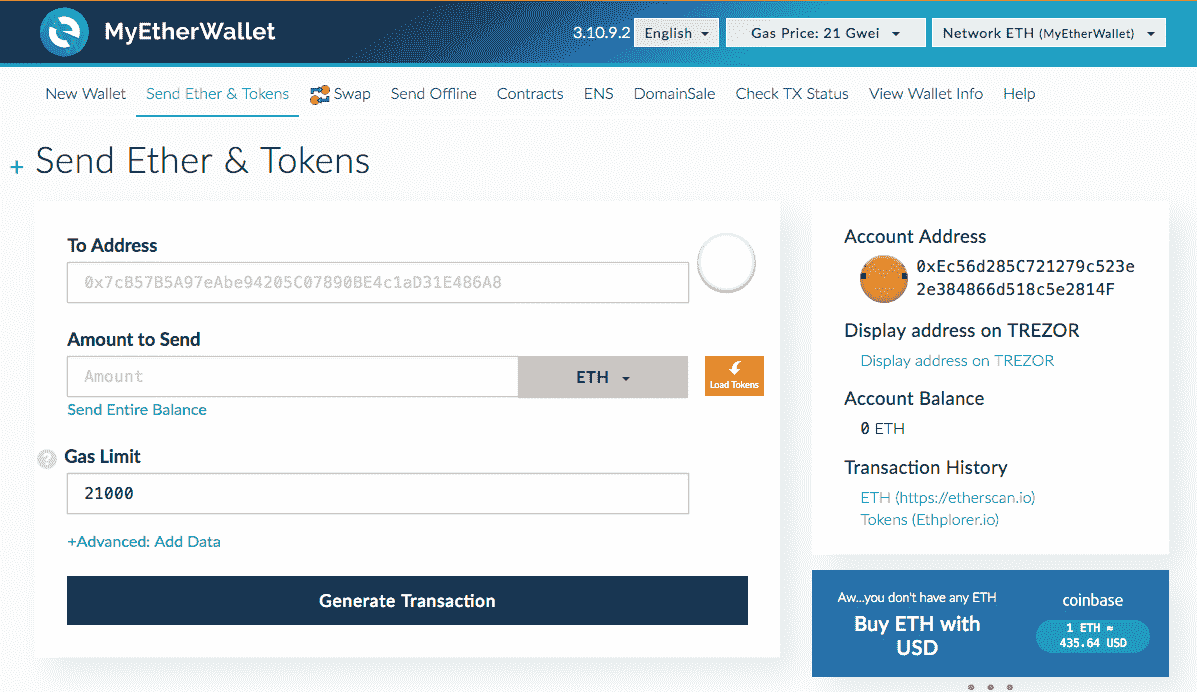 MyEtherWallet
3.10.9.2 English Gas Price: 21 Gwei Network ETH (MyEtherWallet)
New Wallet Send Ether & Tokens Swap Send Offline Contracts ENS DomainSale Check TX Status View Wallet Info Help
+ Send Ether & Tokens
To Address
0x7cB57B5A97eAbe94205C07890BE4c1aD31E486A8
Amount to Send
Amount
ETH
Load Tokens
Send Entire Balance
? Gas Limit
21000
+Advanced: Add Data
Generate Transaction
Account Address
0xEc56d285C721279c523e
2e384866d518c5e2814F
Display address on TREZOR
Display address on TREZOR
Account Balance
0 ETH
Transaction History
ETH (https://etherscan.io)
Tokens (Ethplorer.io)
Aw...you don't have any ETH
Buy ETH with
USD
coinbase
1 ETH ≈
435.64 USD